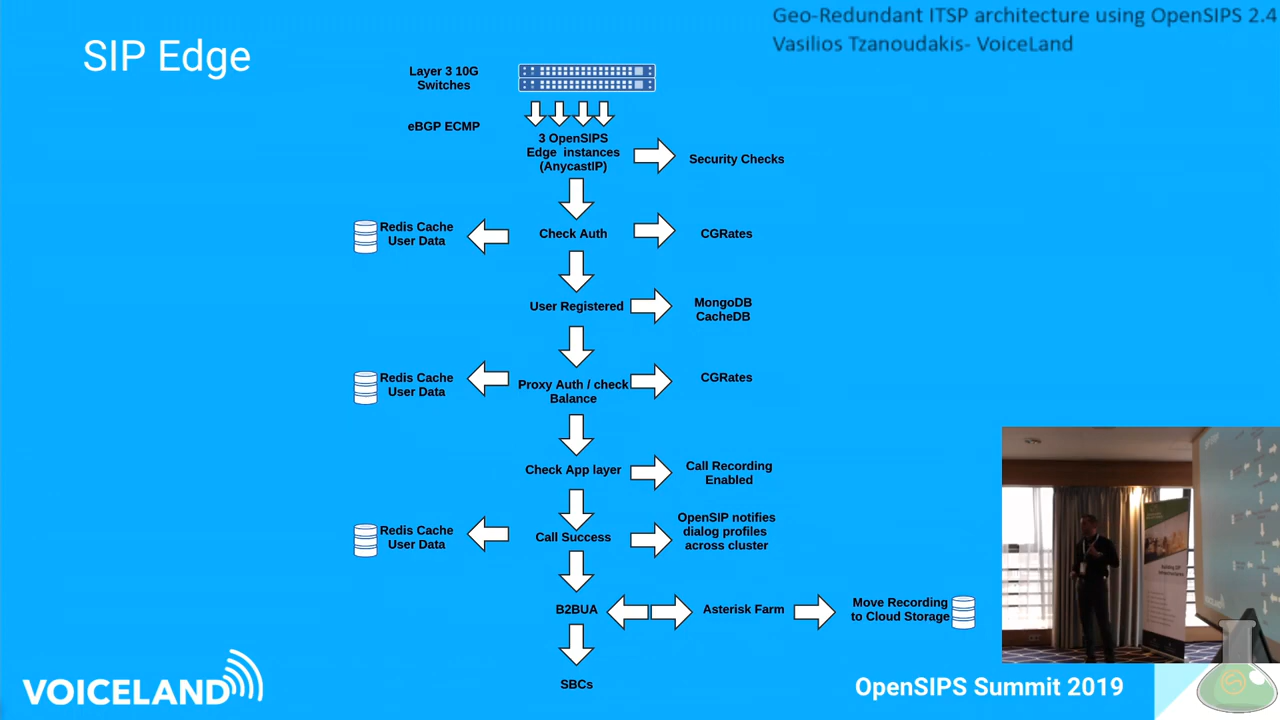 Geo-Redundant ITSP architecture using OpenSIPS 2.4
Vasilios Tzanoudakis- VoiceLand
SIP Edge
Layer 3 10G
Switches
eBGP ECMP
3 OpenSIPS
Edge instances
(AnycastIP)
Security Checks
Redis Cache
User Data
Check Auth
CGRates
User Registered
MongoDB
CacheDB
Redis Cache
User Data
Proxy Auth / check
Balance
CGRates
Check App layer
Call Recording
Enabled
Redis Cache
User Data
Call Success
OpenSIP notifies
dialog profiles
across cluster
B2BUA
Asterisk Farm
Move Recording
to Cloud Storage
SBCs
VOICELAND
OpenSIPS Summit 2019